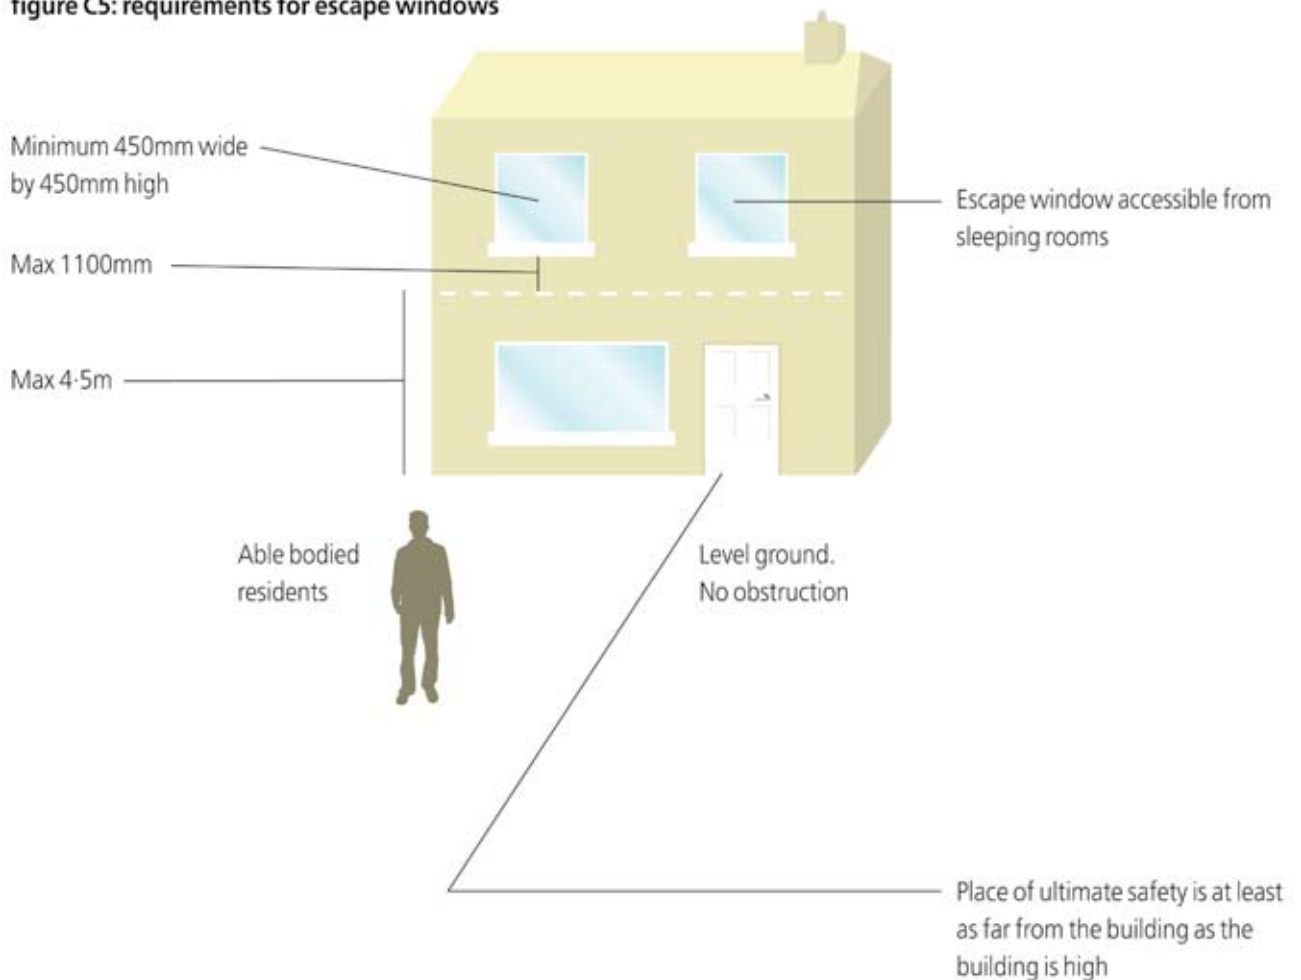 figure C5: requirements for escape windows
Minimum 450mm wide
by 450mm high
Escape window accessible from
sleeping rooms
Max 1100mm
Max 4·5m
Able bodied
residents
Level ground.
No obstruction
Place of ultimate safety is at least
as far from the building as the
building is high